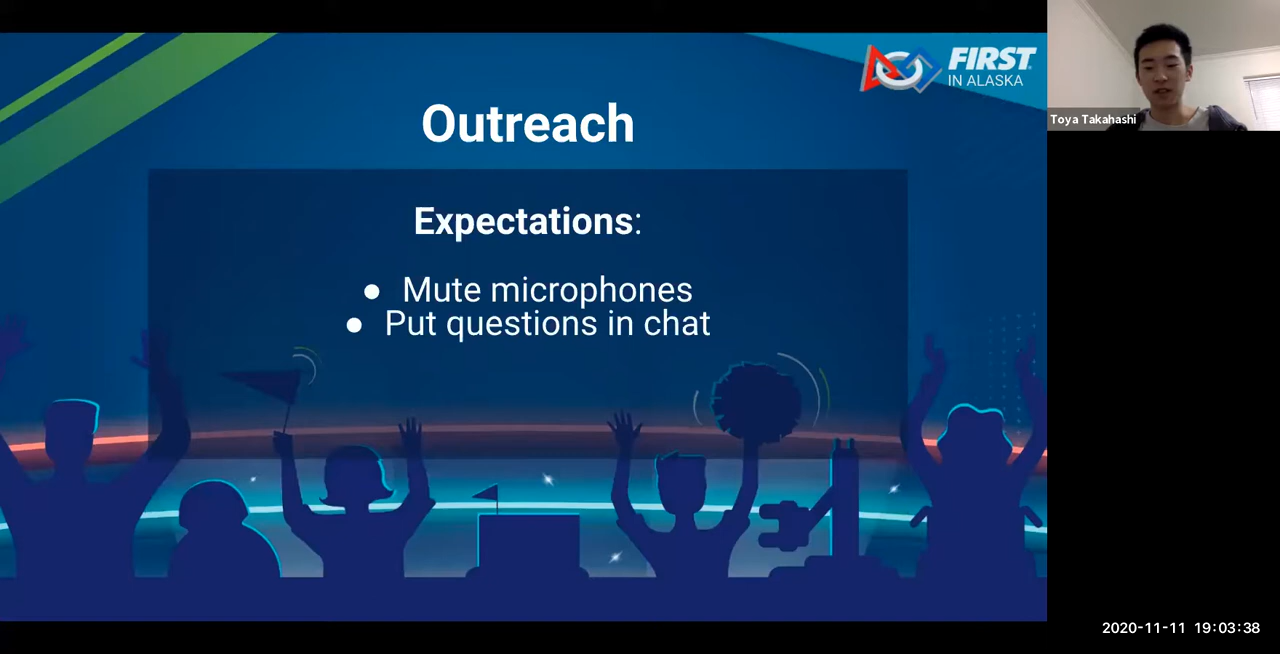 FIRST
IN ALASKA
Outreach
Expectations:
● Mute microphones
● Put questions in chat
Toya Takahashi
2020-11-11 19:03:38